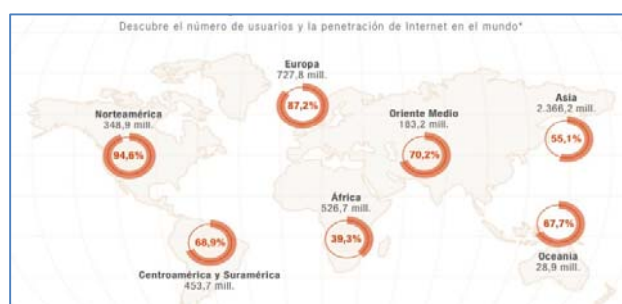 Descubre el número de usuarios y la penetración de Internet en el mundo*
Europa
727,8 mill.
87,2%
Norteamérica
348,9 mill.
94,6%
Oriente Medio
183,2 mill.
70,2%
Asia
2.366,2 mill.
55,1%
África
526,7 mill.
39,3%
68,9%
Centroamérica y Suramérica
453,7 mill.
67,7%
Oceania
28,9 mill.